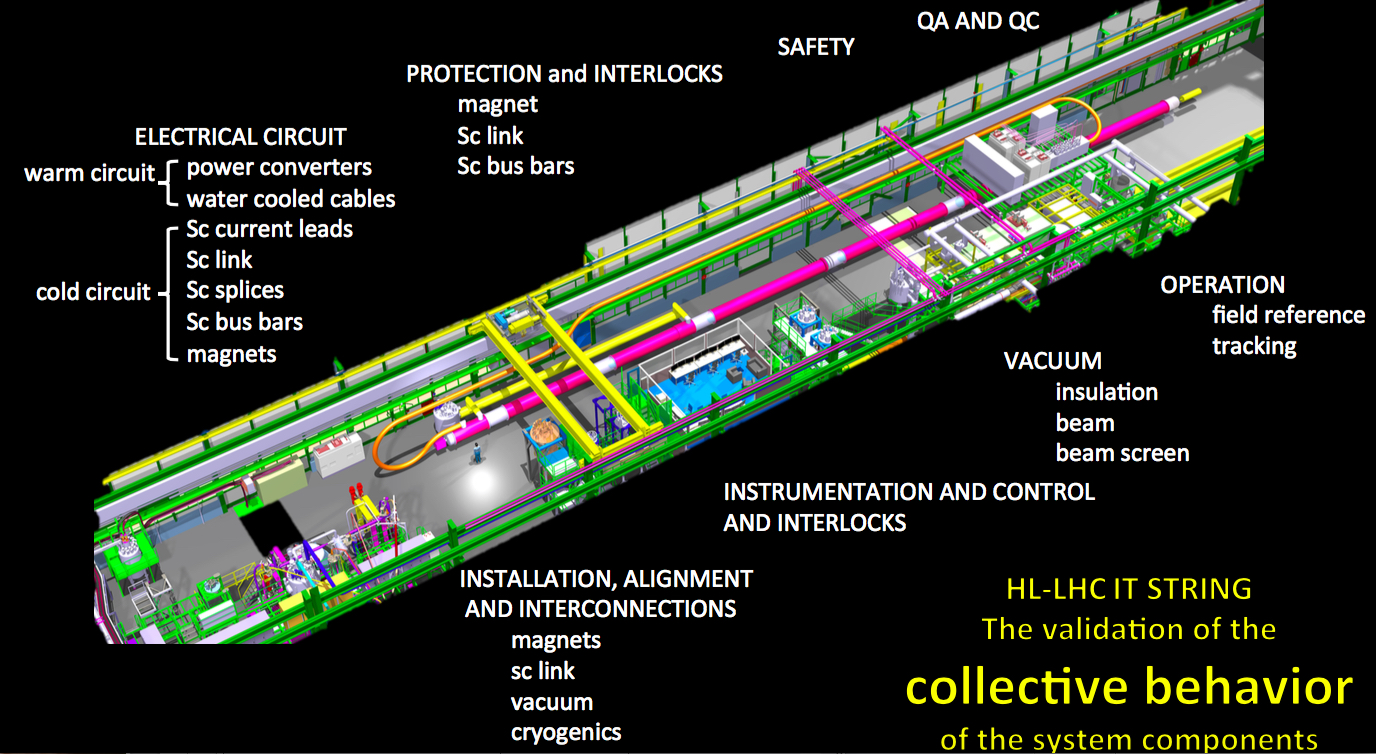 QA AND QC
SAFETY
PROTECTION and INTERLOCKS
magnet
Sc link
Sc bus bars
ELECTRICAL CIRCUIT
warm circuit
power converters
water cooled cables
cold circuit
Sc current leads
Sc link
Sc splices
Sc bus bars
magnets
OPERATION
field reference
tracking
VACUUM
insulation
beam
beam screen
INSTRUMENTATION AND CONTROL
AND INTERLOCKS
INSTALLATION, ALIGNMENT
AND INTERCONNECTIONS
magnets
sc link
vacuum
cryogenics
HL-LHC IT STRING
The validation of the
collective behavior
of the system components